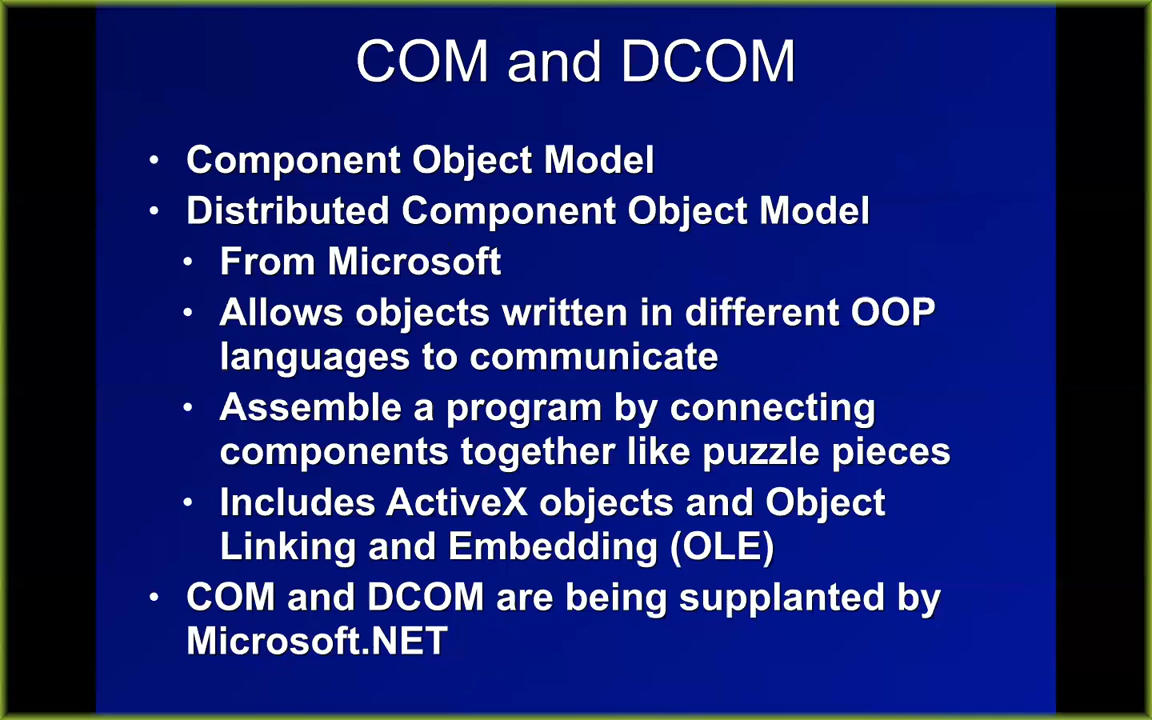 COM and DCOM
• Component Object Model
• Distributed Component Object Model
• From Microsoft
• Allows objects written in different OOP
languages to communicate
• Assemble a program by connecting
components together like puzzle pieces
• Includes ActiveX objects and Object
Linking and Embedding (OLE)
• COM and DCOM are being supplanted by
Microsoft.NET